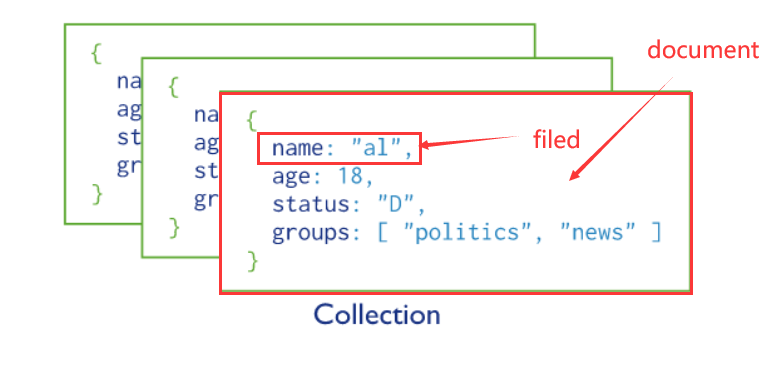 {
na
ag
st
gr
}
{
na
ag
st
gr
}
document
{
name: "al",
filed
age: 18,
status: "D",
groups: [ "politics", "news" ]
}
Collection